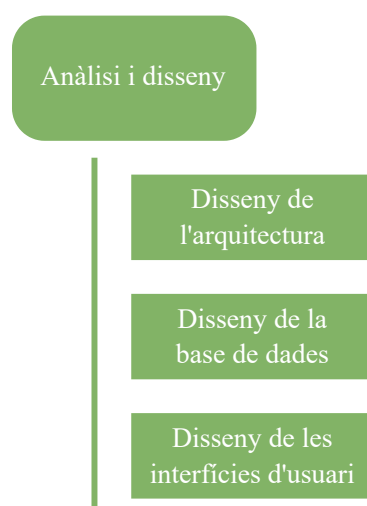 Anàlisi i disseny
Disseny de
l'arquitectura
Disseny de la
base de dades
Disseny de les
interfícies d'usuari